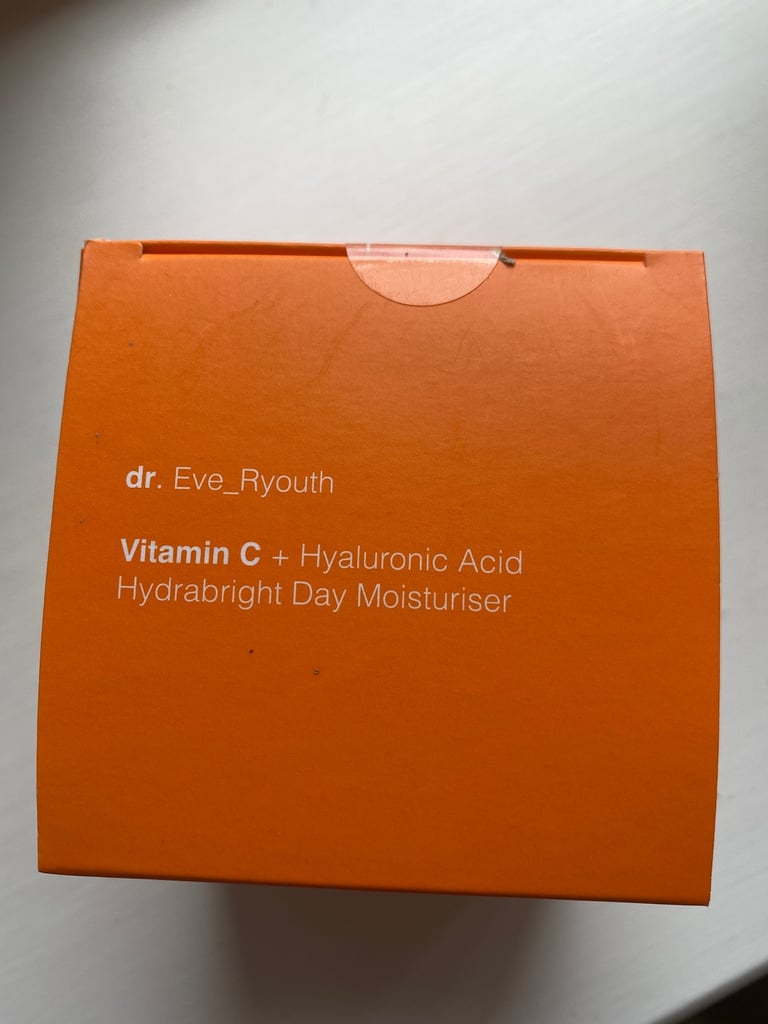 dr. Eve_Ryouth
Vitamin C + Hyaluronic Acid
Hydrabright Day Moisturiser